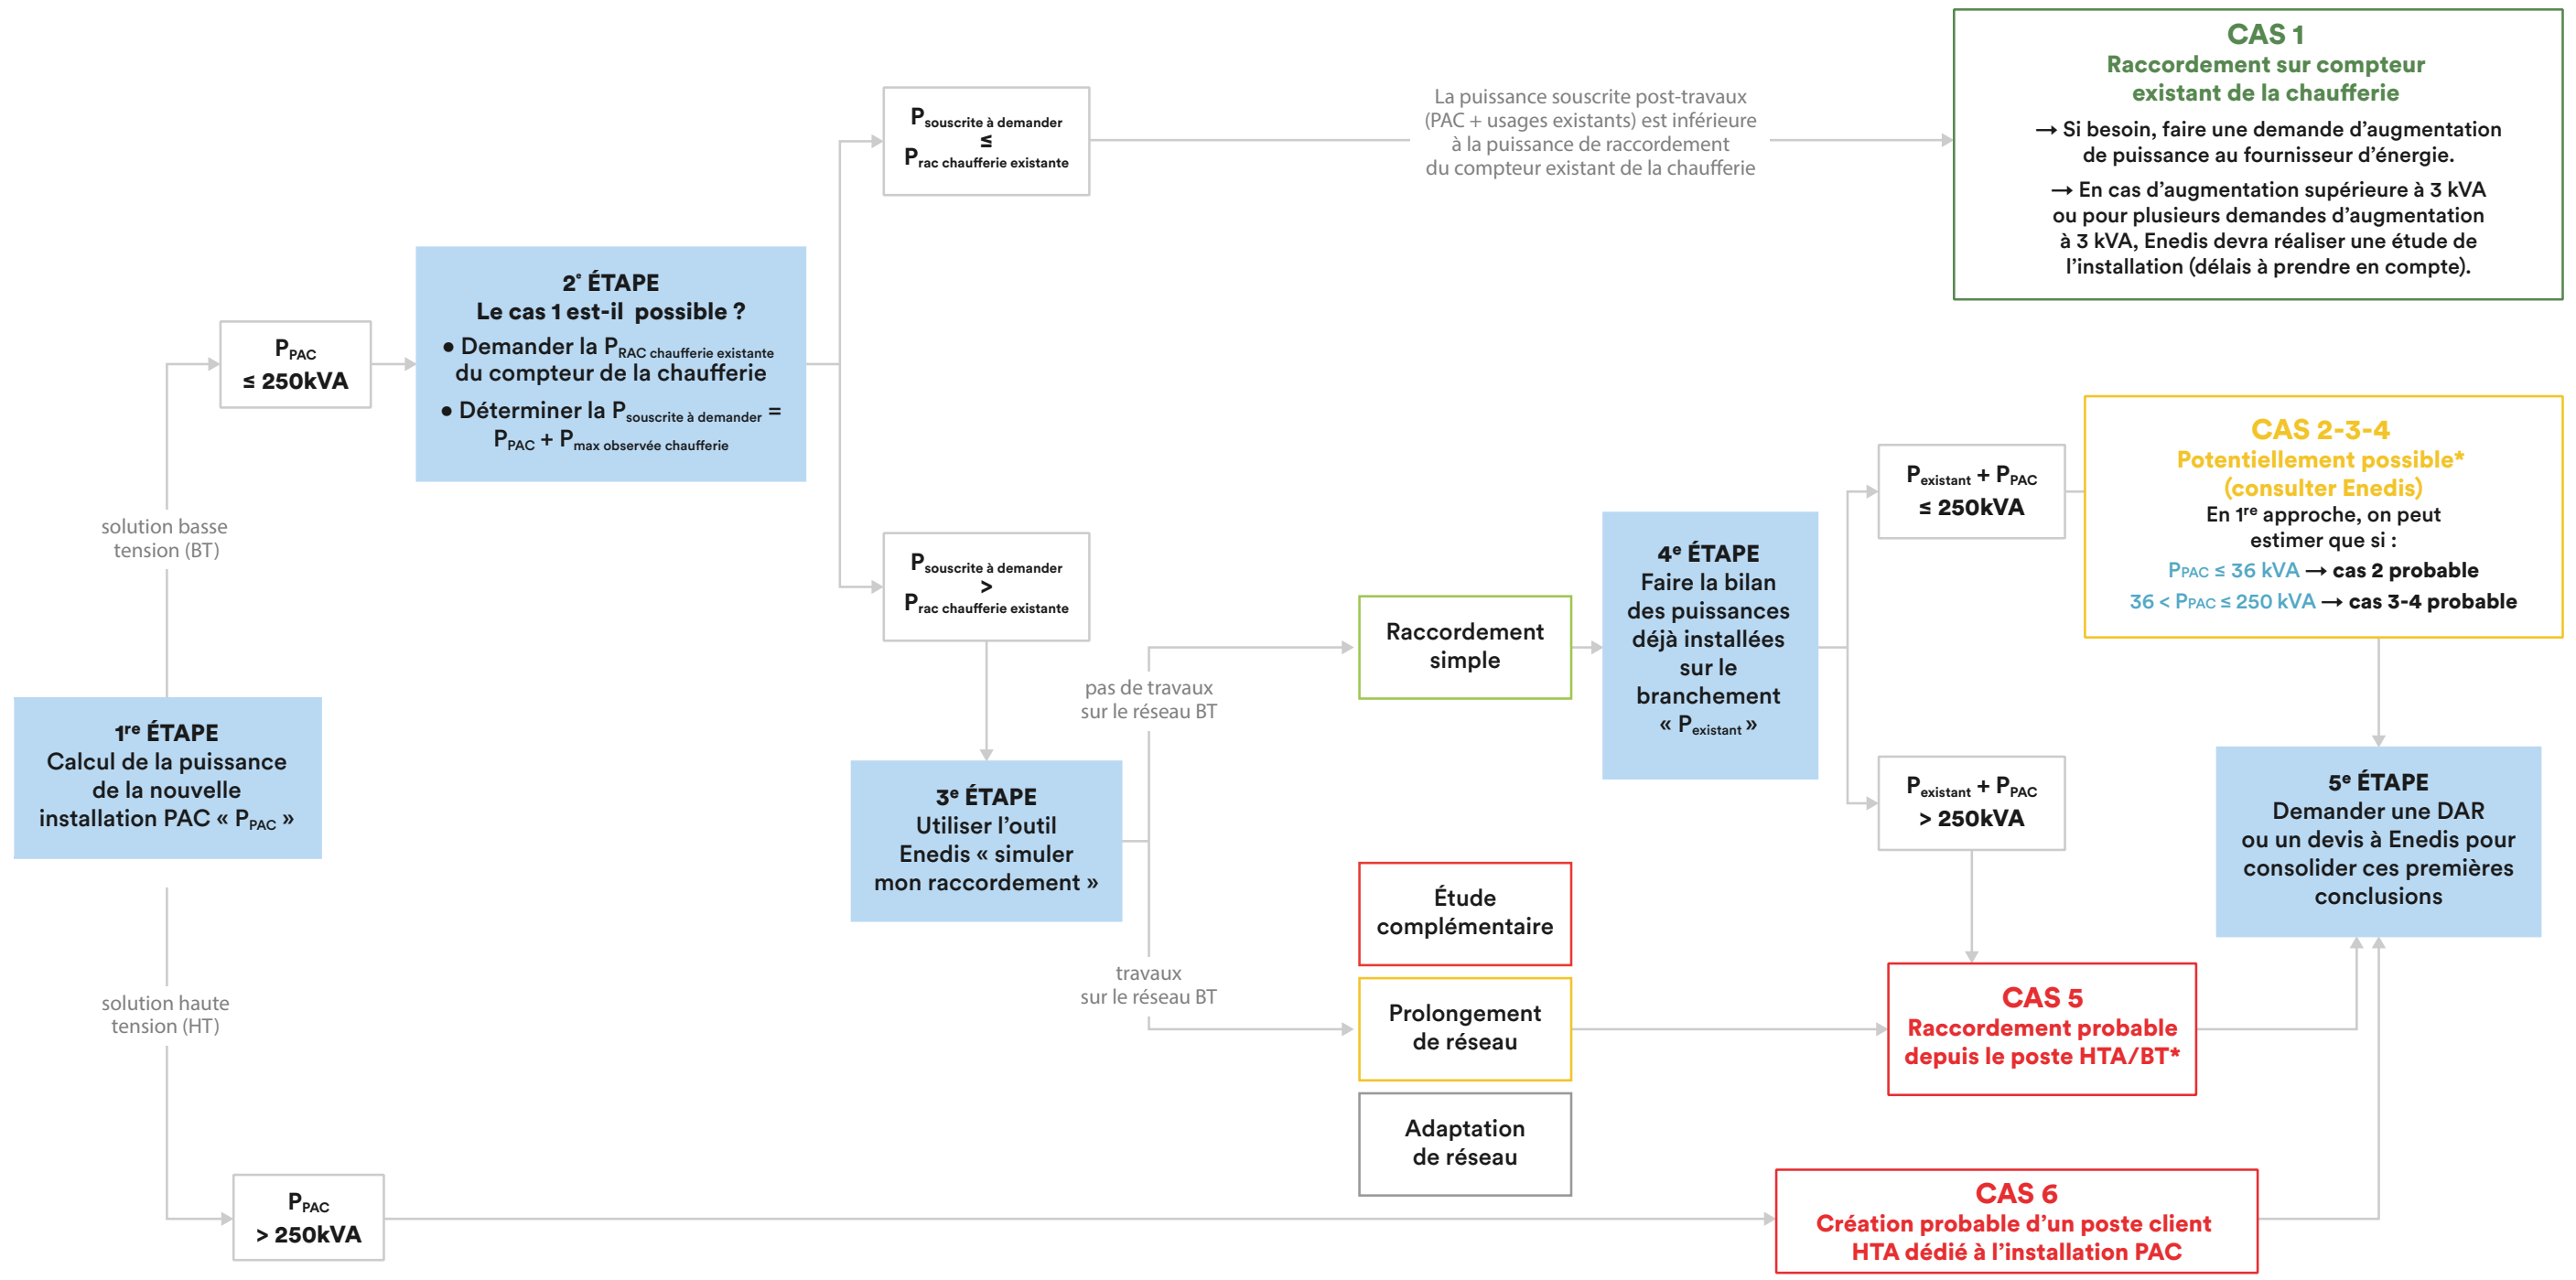 CAS 1
Raccordement sur compteur
existant de la chaufferie
→ Si besoin, faire une demande d’augmentation
de puissance au fournisseur d’énergie.
→ En cas d’augmentation supérieure à 3 kVA
ou pour plusieurs demandes d’augmentation
à 3 kVA, Enedis devra réaliser une étude de
l’installation (délais à prendre en compte).
P souscrite à demander
≤
P rac chaufferie existante
La puissance souscrite post-travaux
(PAC + usages existants) est inférieure
à la puissance de raccordement
du compteur existant de la chaufferie
2e ÉTAPE
Le cas 1 est-il possible ?
• Demander la PRAC chaufferie existante
du compteur de la chaufferie
• Déterminer la Psouscrite à demander =
PPAC + Pmax observée chaufferie
PPAC
≤ 250kVA
solution basse
tension (BT)
1re ÉTAPE
Calcul de la puissance
de la nouvelle
installation PAC « PPAC »
solution haute
tension (HT)
PPAC
> 250kVA
P souscrite à demander
>
P rac chaufferie existante
3e ÉTAPE
Utiliser l’outil
Enedis « simuler
mon raccordement »
pas de travaux
sur le réseau BT
travaux
sur le réseau BT
Raccordement
simple
Étude
complémentaire
Prolongement
de réseau
Adaptation
de réseau
4e ÉTAPE
Faire la bilan
des puissances
déjà installées
sur le
branchement
« Pexistant »
Pexistant + PPAC
≤ 250kVA
Pexistant + PPAC
> 250kVA
CAS 2-3-4
Potentiellement possible*
(consulter Enedis)
En 1re approche, on peut
estimer que si :
PPAC ≤ 36 kVA → cas 2 probable
36 < PPAC ≤ 250 kVA → cas 3-4 probable
5e ÉTAPE
Demander une DAR
ou un devis à Enedis pour
consolider ces premières
conclusions
CAS 5
Raccordement probable
depuis le poste HTA/BT*
CAS 6
Création probable d’un poste client
HTA dédié à l’installation PAC